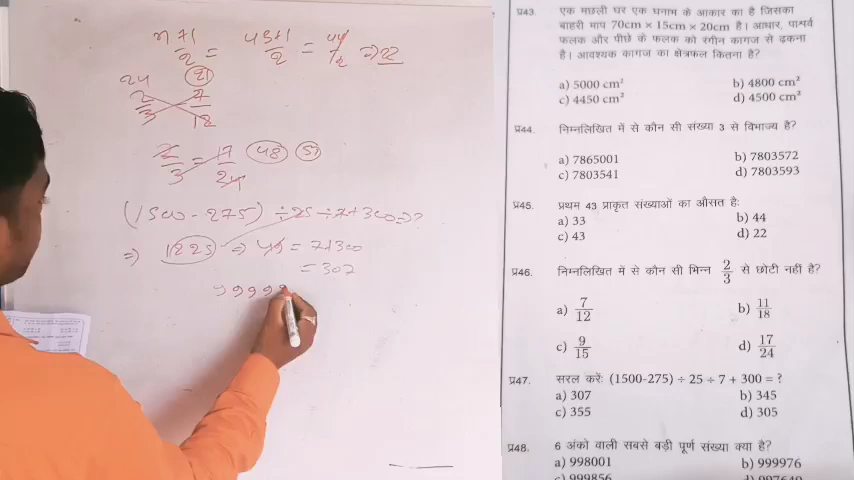 n+1/2 = 43+1/2 = 44/2 ⇒ 22
24 21
2/3 7/12
2/3 = 17/24 48 51
(1500-275) ÷25 ÷7+300=?
⇒ 1225 ⇒ 49 = 7+300
= 307
99999
प्र43. एक मछली घर एक घनाभ के आकार का है जिसका
बाहरी माप 70cm × 15cm × 20cm है। आधार, पार्श्व
फलक और पीछे के फलक को रंगीन कागज से ढ़कना
है। आवश्यक कागज का क्षेत्रफल कितना है?
a) 5000 cm² b) 4800 cm²
c) 4450 cm² d) 4500 cm²
प्र44. निम्नलिखित में से कौन सी संख्या 3 से विभाज्य है?
a) 7865001 b) 7803572
c) 7803541 d) 7803593
प्र45. प्रथम 43 प्राकृत संख्याओं का औसत है:
a) 33 b) 44
c) 43 d) 22
प्र46. निम्नलिखित में से कौन सी भिन्न 2/3 से छोटी नहीं है?
a) 7/12 b) 11/18
c) 9/15 d) 17/24
प्र47. सरल करें: (1500-275) ÷ 25 ÷ 7 + 300 = ?
a) 307 b) 345
c) 355 d) 305
प्र48. 6 अंको वाली सबसे बड़ी पूर्ण संख्या क्या है?
a) 998001 b) 999976
c) 999856 d) 997640